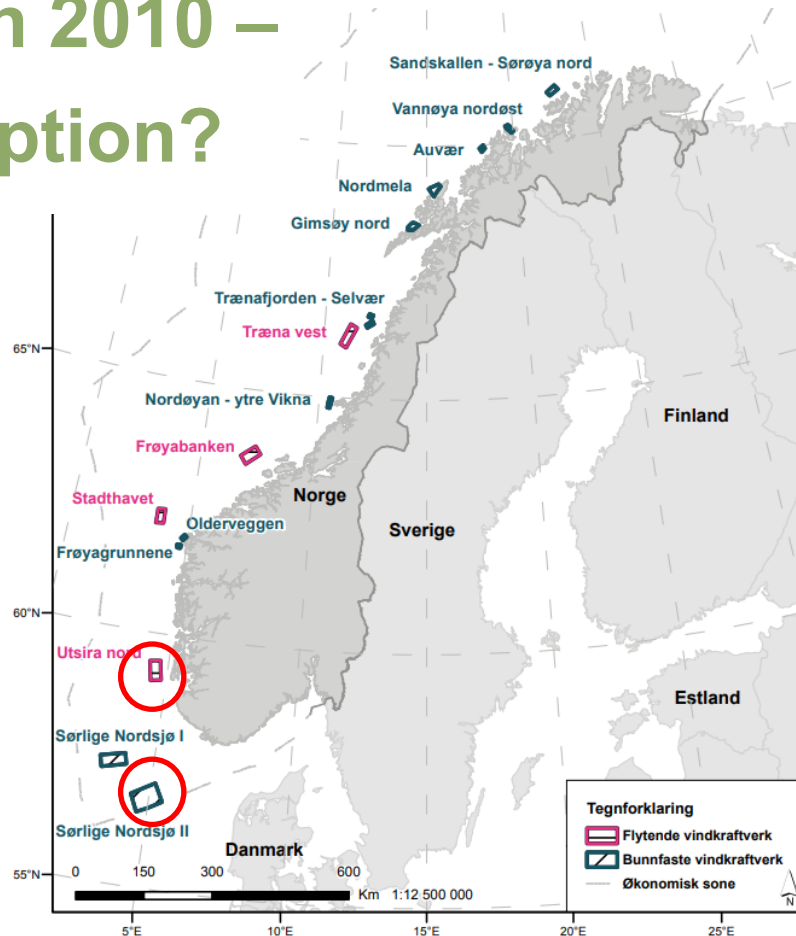 n 2010 –
ption?
Sandskallen - Sørøya nord
Vannøya nordøst
Auvær
Nordmela
Gimsøy nord
Trænafjorden - Selvær
Træna vest
65°N
Nordøyan - ytre Vikna
Finland
Frøyabanken
Stadthavet
Norge
Olderveggen
Sverige
Frøyagrunnene
60°N
Utsira nord
Estland
Sørlige Nordsjø I
Sørlige Nordsjø II
Danmark
Tegnforklaring
Flytende vindkraftverk
Bunnfaste vindkraftverk
Økonomisk sone
N
55°N
0 150 300 600
Km 1:12 500 000
5°E 10°E 15°E 20°E 25°E